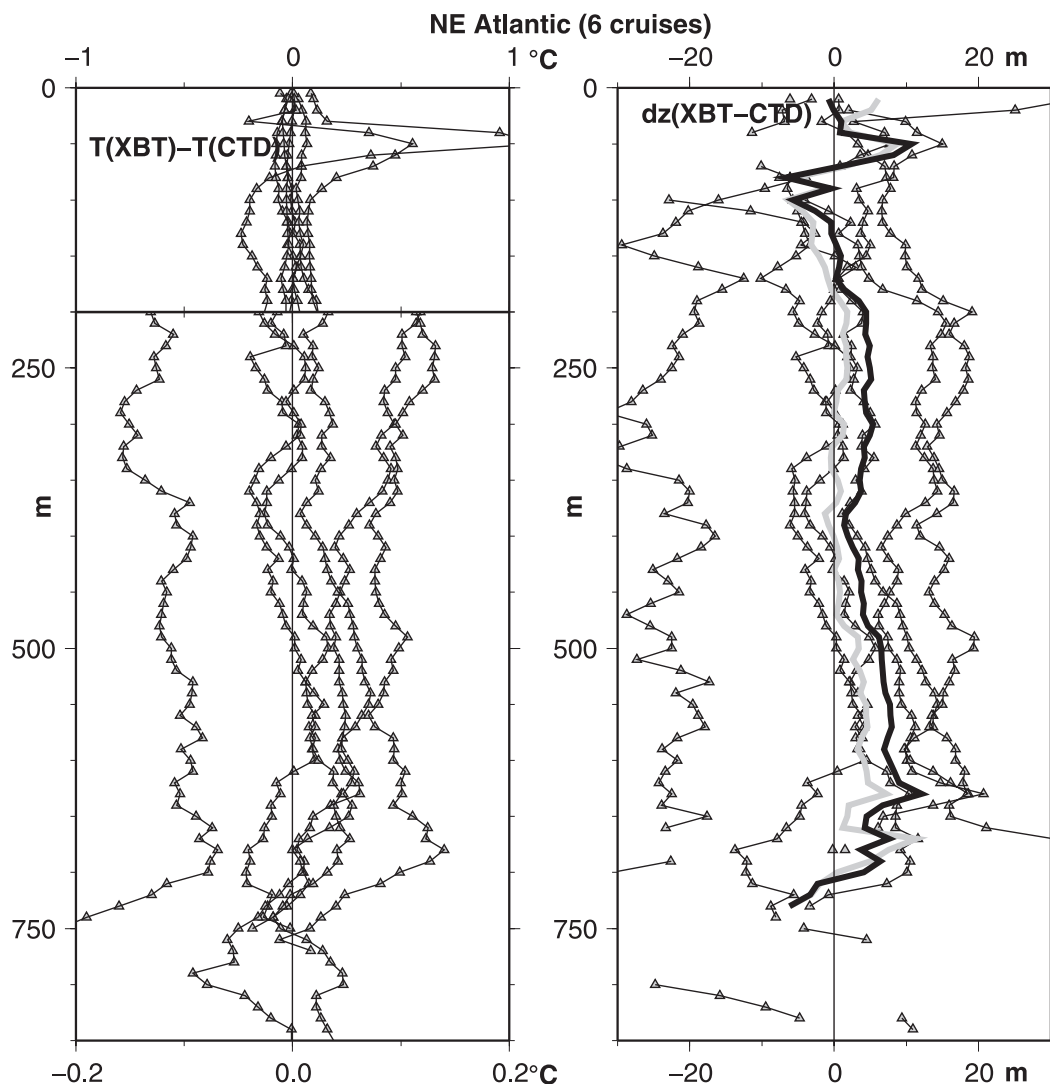 NE Atlantic (6 cruises)
−1 0 1 °C −20 0 20 m
0 0
T(XBT)−T(CTD) dz(XBT−CTD)
250 250
m m
500 500
750 750
−0.2 0.0 0.2 °C −20 0 20 m